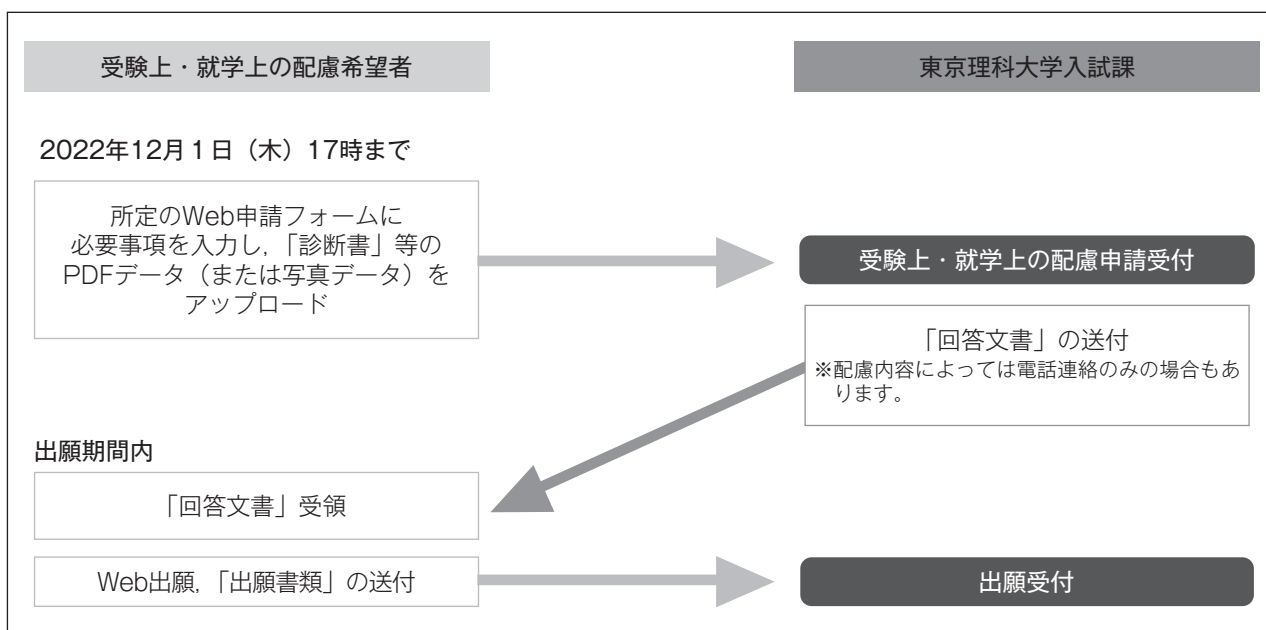 受験上・就学上の配慮希望者
東京理科大学入試課
2022年12月1日（木）17時まで
所定のWeb申請フォームに
必要事項を入力し,「診断書」等の
PDFデータ（または写真データ）を
アップロード
受験上・就学上の配慮申請受付
「回答文書」の送付
※配慮内容によっては電話連絡のみの場合もあ
ります。
出願期間内
「回答文書」受領
Web出願,「出願書類」の送付
出願受付